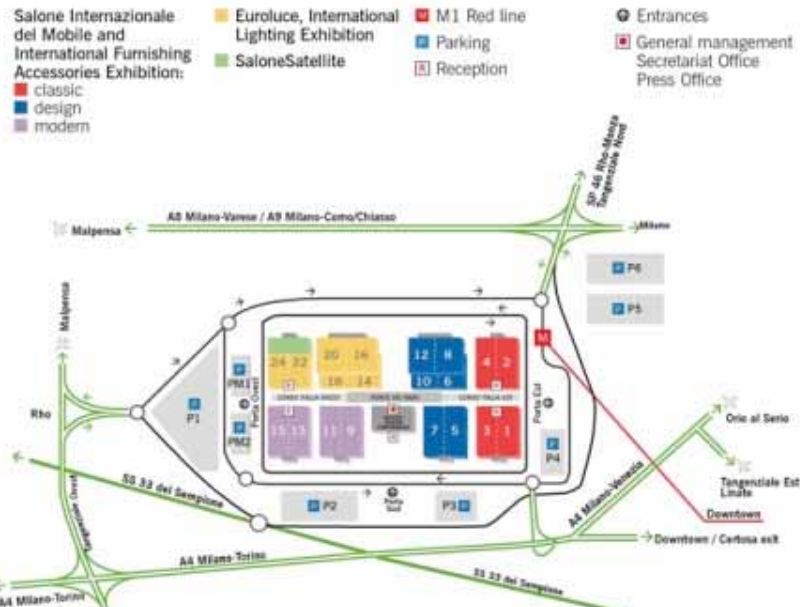 Salone Internazionale
del Mobile and
International Furnishing
Accessories Exhibition:
classic
design
modern
Euroluce, International
Lighting Exhibition
SaloneSatellite
M M1 Red line
P Parking
R Reception
Entrances
General management
Secretariat Office
Press Office
SP 46 Rho-Monza
Tangenziale Nord
A8 Milano-Varese / A9 Milano-Como/Chiasso
Malpensa
Milano
P P6
P P5
Malpensa
M
24 22
20 16
18 14
12 8
10 6
4 2
Rho
P
P1
P
PM1
P
PM2
Porta Ovest
Porta Est
15 13
11 9
7 5
3 1
P
P4
P P2
Porta
Sud
P3 P
Orio al Serio
Tangenziale Est
Linate
A4 Milano-Venezia
Downtown
Downtown / Certosa exit
SS 33 del Sempione
Tangenziale Ovest
A4 Milano-Torino
A4 Milano-Torino
SS 33 del Sempione